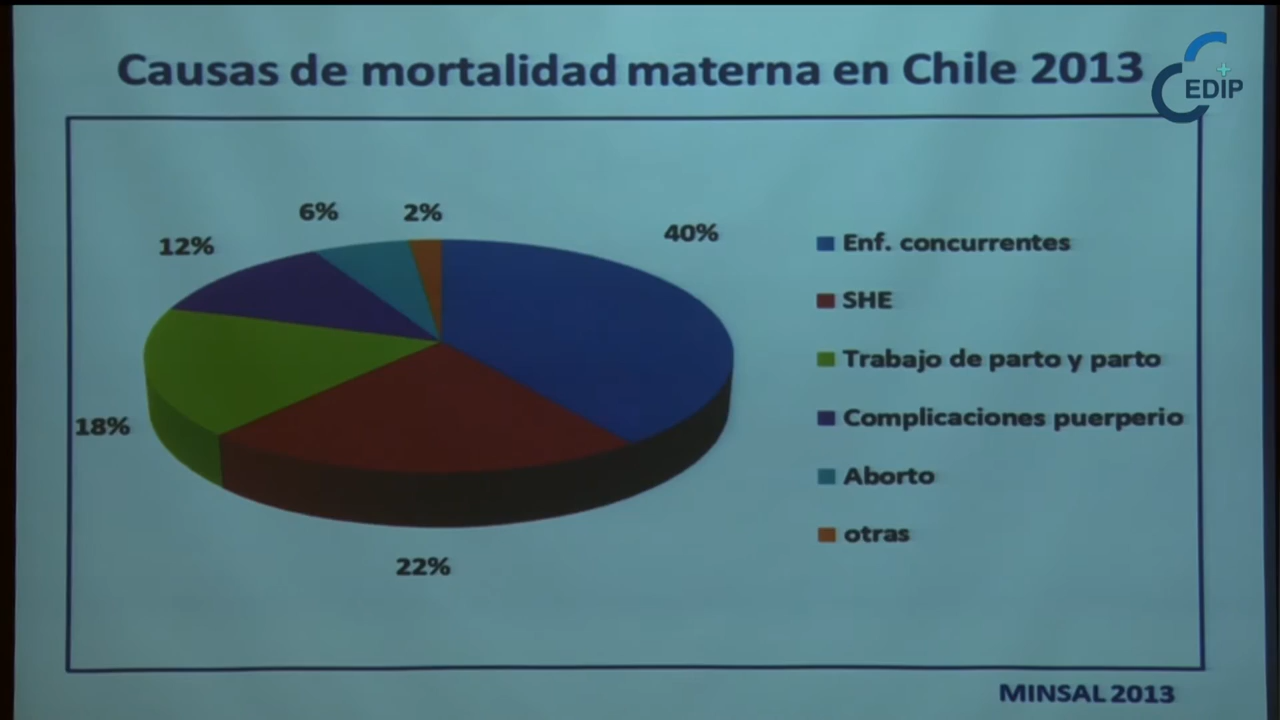 Causas de mortalidad materna en Chile 2013
EDIP
6%
2%
12%
40%
18%
22%
Enf. concurrentes
SHE
Trabajo de parto y parto
Complicaciones puerperio
Aborto
otras
MINSAL 2013